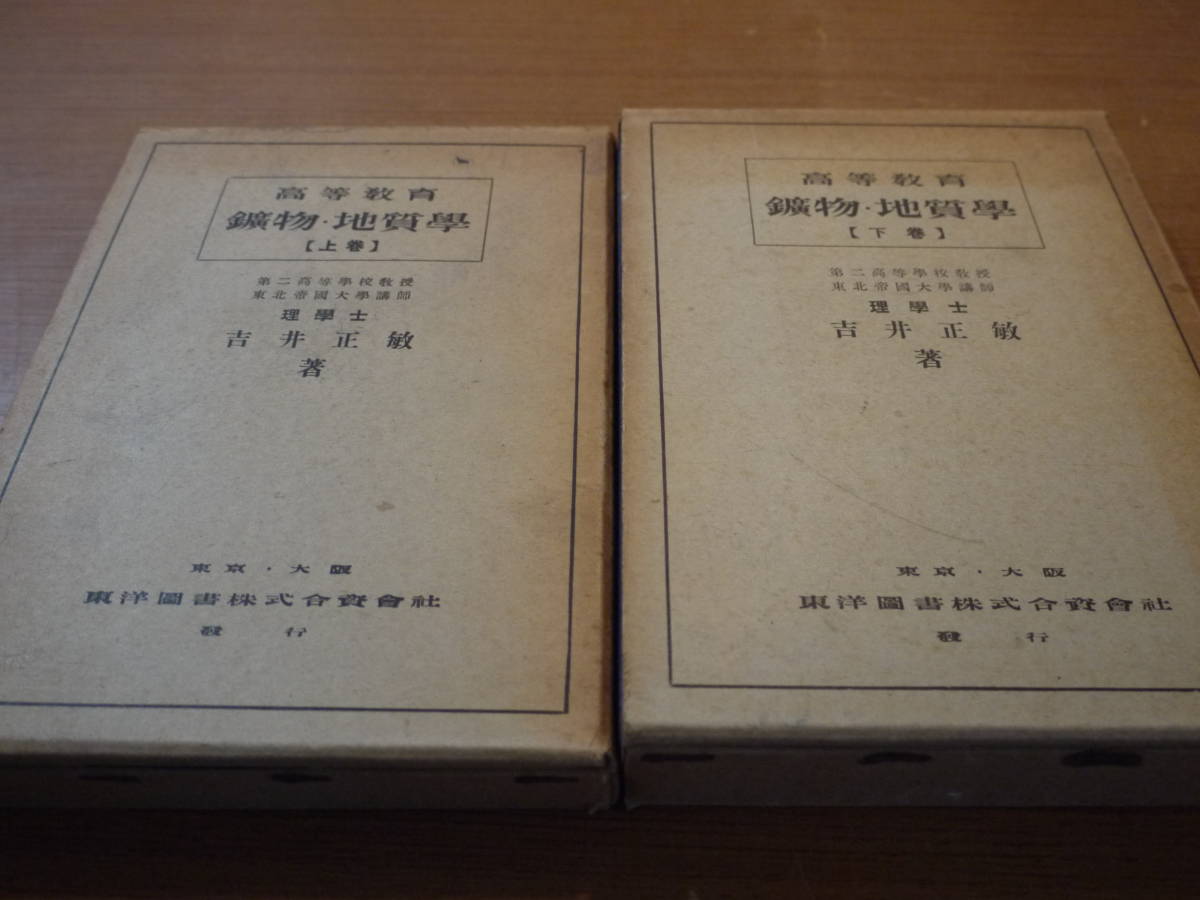 高等教育
鑛物・地質學
【上卷】
第二高等學校教授
東北帝國大學講師
理學士
吉井正敏
著
東京・大阪
東洋圖書株式合資會社
發行
高等教育
鑛物・地質學
【下卷】
第二高等學校教授
東北帝國大學講師
理學士
吉井正敏
著
東京・大阪
東洋圖書株式合資會社
發行